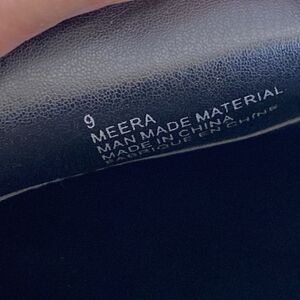 9
MEERA
MAN MADE MATERIAL
MADE IN CHINA
FABRIQUE EN CHINE